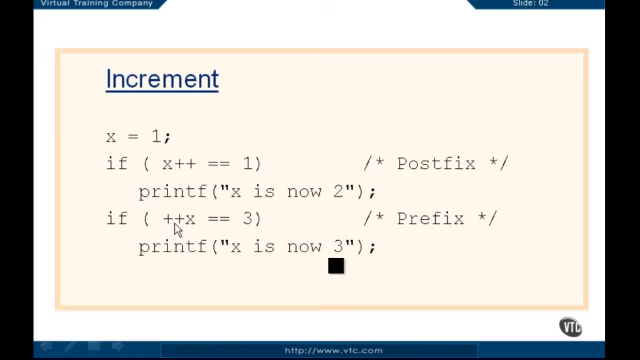 Virtual Training Company
Slide: 02
Increment
x = 1;
if ( x++ == 1) /* Postfix */
printf("x is now 2");
if ( ++x == 3) /* Prefix */
printf("x is now 3");
VTC
http://www.vtc.com